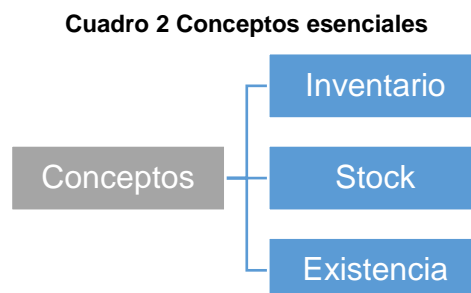 Cuadro 2 Conceptos esenciales
Inventario
Conceptos
Stock
Existencia